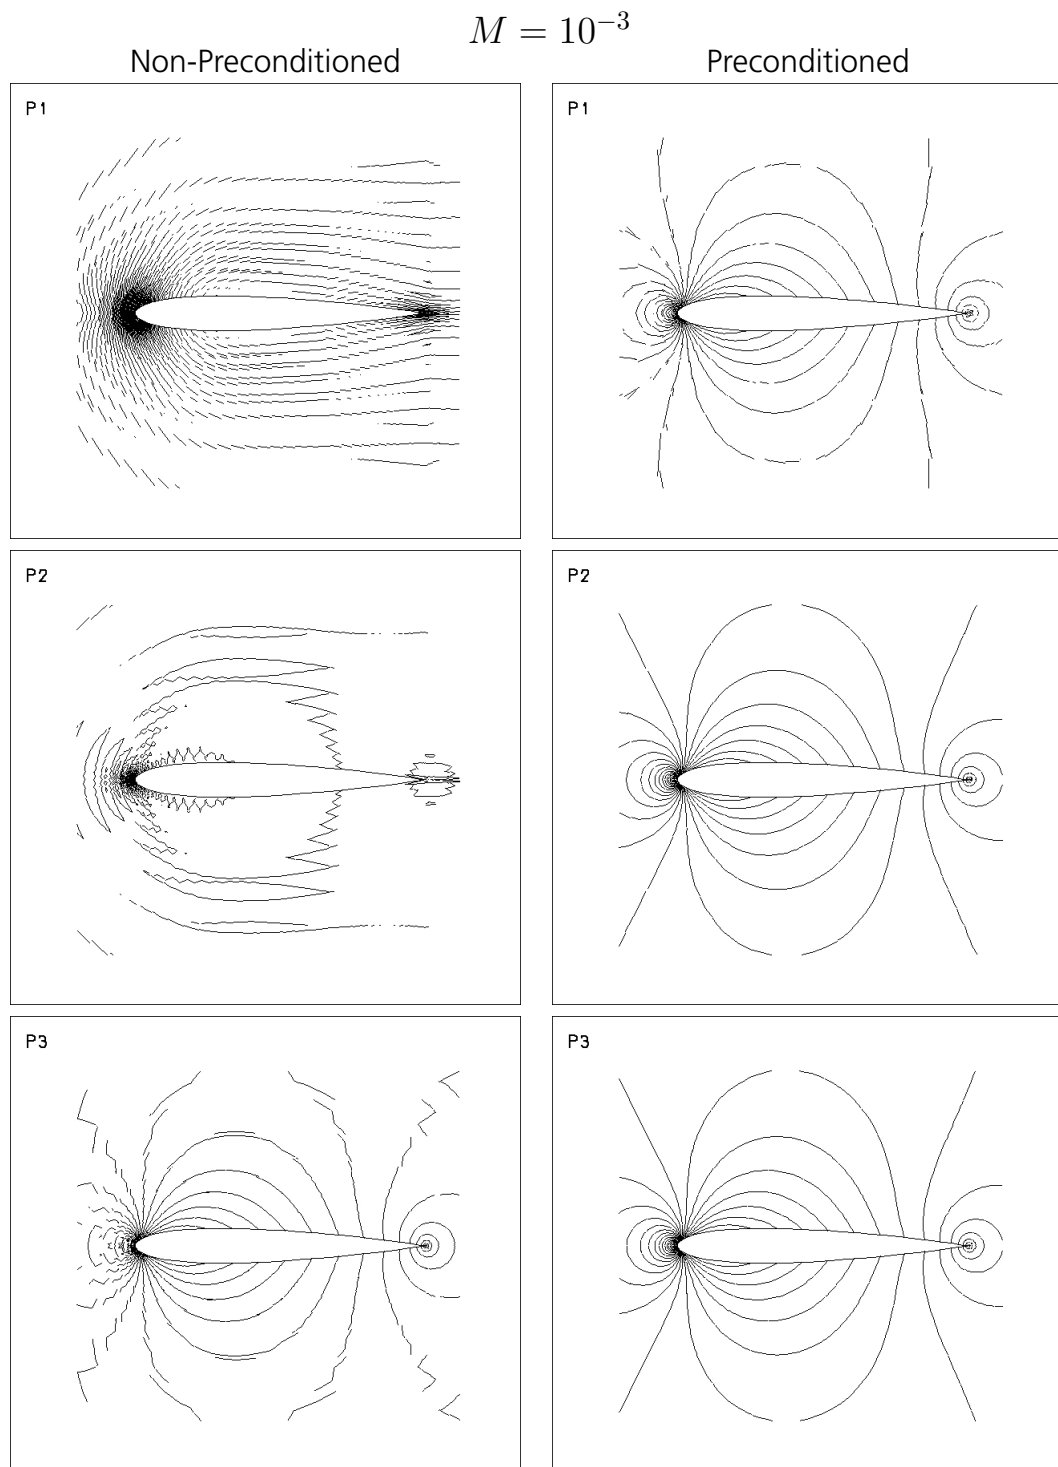 M = 10⁻³
Non-Preconditioned Preconditioned
P1 P1
P2 P2
P3 P3